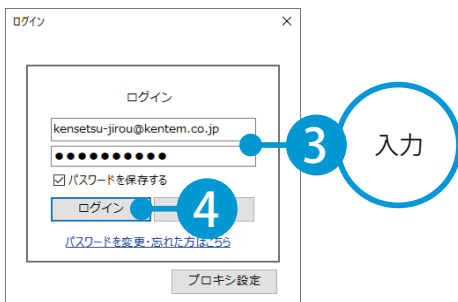 ログイン
ログイン
kensetsu-jirou@kentem.co.jp
●●●●●●●●●●
3
入力
パスワードを保存する
ログイン
4
パスワードを変更・忘れた方はこちら
プロキシ設定